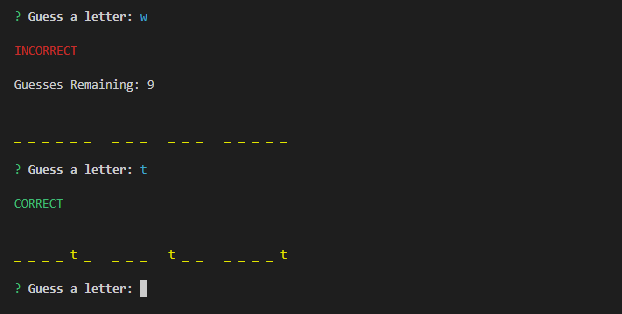 ? Guess a letter: w
INCORRECT
Guesses Remaining: 9
_ _ _ _ _ _   _ _ _   _ _ _   _ _ _ _ _
? Guess a letter: t
CORRECT
_ _ _ _ t _   _ _ _   t _ _   _ _ _ _ t
? Guess a letter: